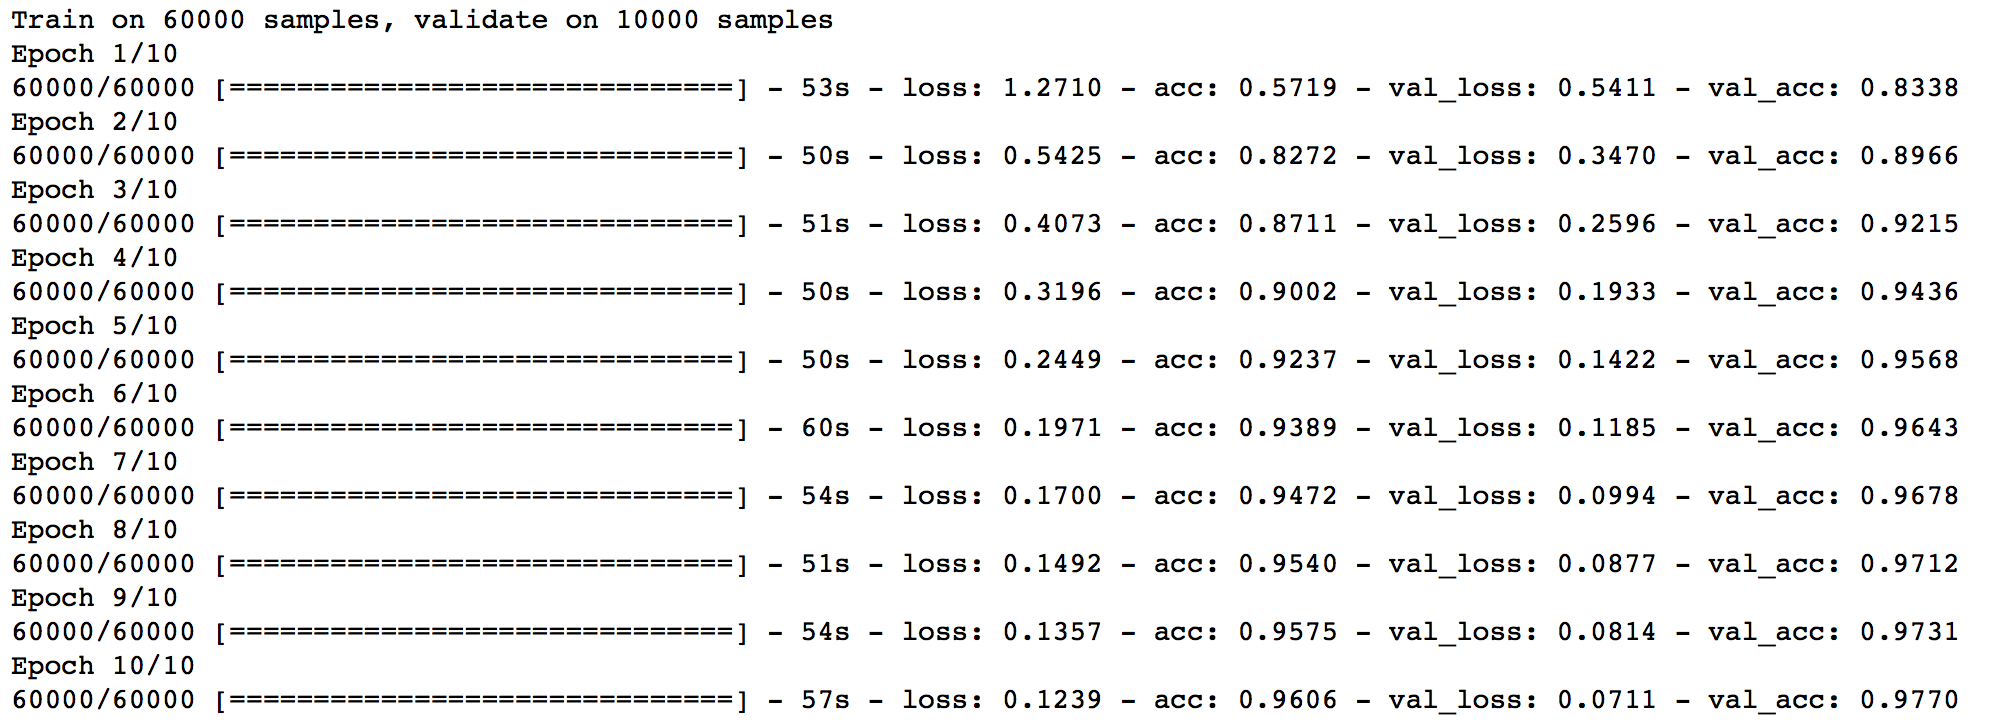 Train on 60000 samples, validate on 10000 samples
Epoch 1/10
60000/60000 [==============================] - 53s - loss: 1.2710 - acc: 0.5719 - val_loss: 0.5411 - val_acc: 0.8338
Epoch 2/10
60000/60000 [==============================] - 50s - loss: 0.5425 - acc: 0.8272 - val_loss: 0.3470 - val_acc: 0.8966
Epoch 3/10
60000/60000 [==============================] - 51s - loss: 0.4073 - acc: 0.8711 - val_loss: 0.2596 - val_acc: 0.9215
Epoch 4/10
60000/60000 [==============================] - 50s - loss: 0.3196 - acc: 0.9002 - val_loss: 0.1933 - val_acc: 0.9436
Epoch 5/10
60000/60000 [==============================] - 50s - loss: 0.2449 - acc: 0.9237 - val_loss: 0.1422 - val_acc: 0.9568
Epoch 6/10
60000/60000 [==============================] - 60s - loss: 0.1971 - acc: 0.9389 - val_loss: 0.1185 - val_acc: 0.9643
Epoch 7/10
60000/60000 [==============================] - 54s - loss: 0.1700 - acc: 0.9472 - val_loss: 0.0994 - val_acc: 0.9678
Epoch 8/10
60000/60000 [==============================] - 51s - loss: 0.1492 - acc: 0.9540 - val_loss: 0.0877 - val_acc: 0.9712
Epoch 9/10
60000/60000 [==============================] - 54s - loss: 0.1357 - acc: 0.9575 - val_loss: 0.0814 - val_acc: 0.9731
Epoch 10/10
60000/60000 [==============================] - 57s - loss: 0.1239 - acc: 0.9606 - val_loss: 0.0711 - val_acc: 0.9770